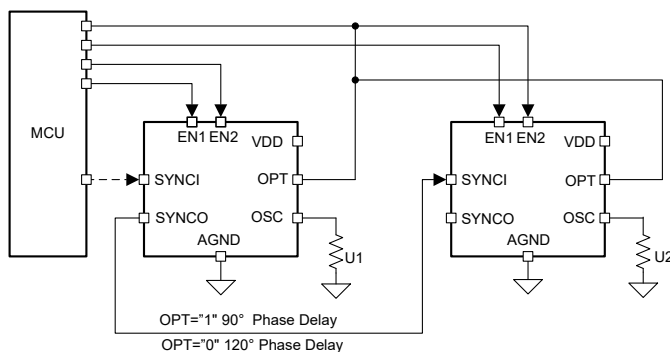 MCU
EN1 EN2
VDD
SYNCI
OPT
SYNCO
OSC
AGND
U1
EN1 EN2
VDD
SYNCI
OPT
SYNCO
OSC
AGND
U2
OPT="1" 90° Phase Delay
OPT="0" 120° Phase Delay